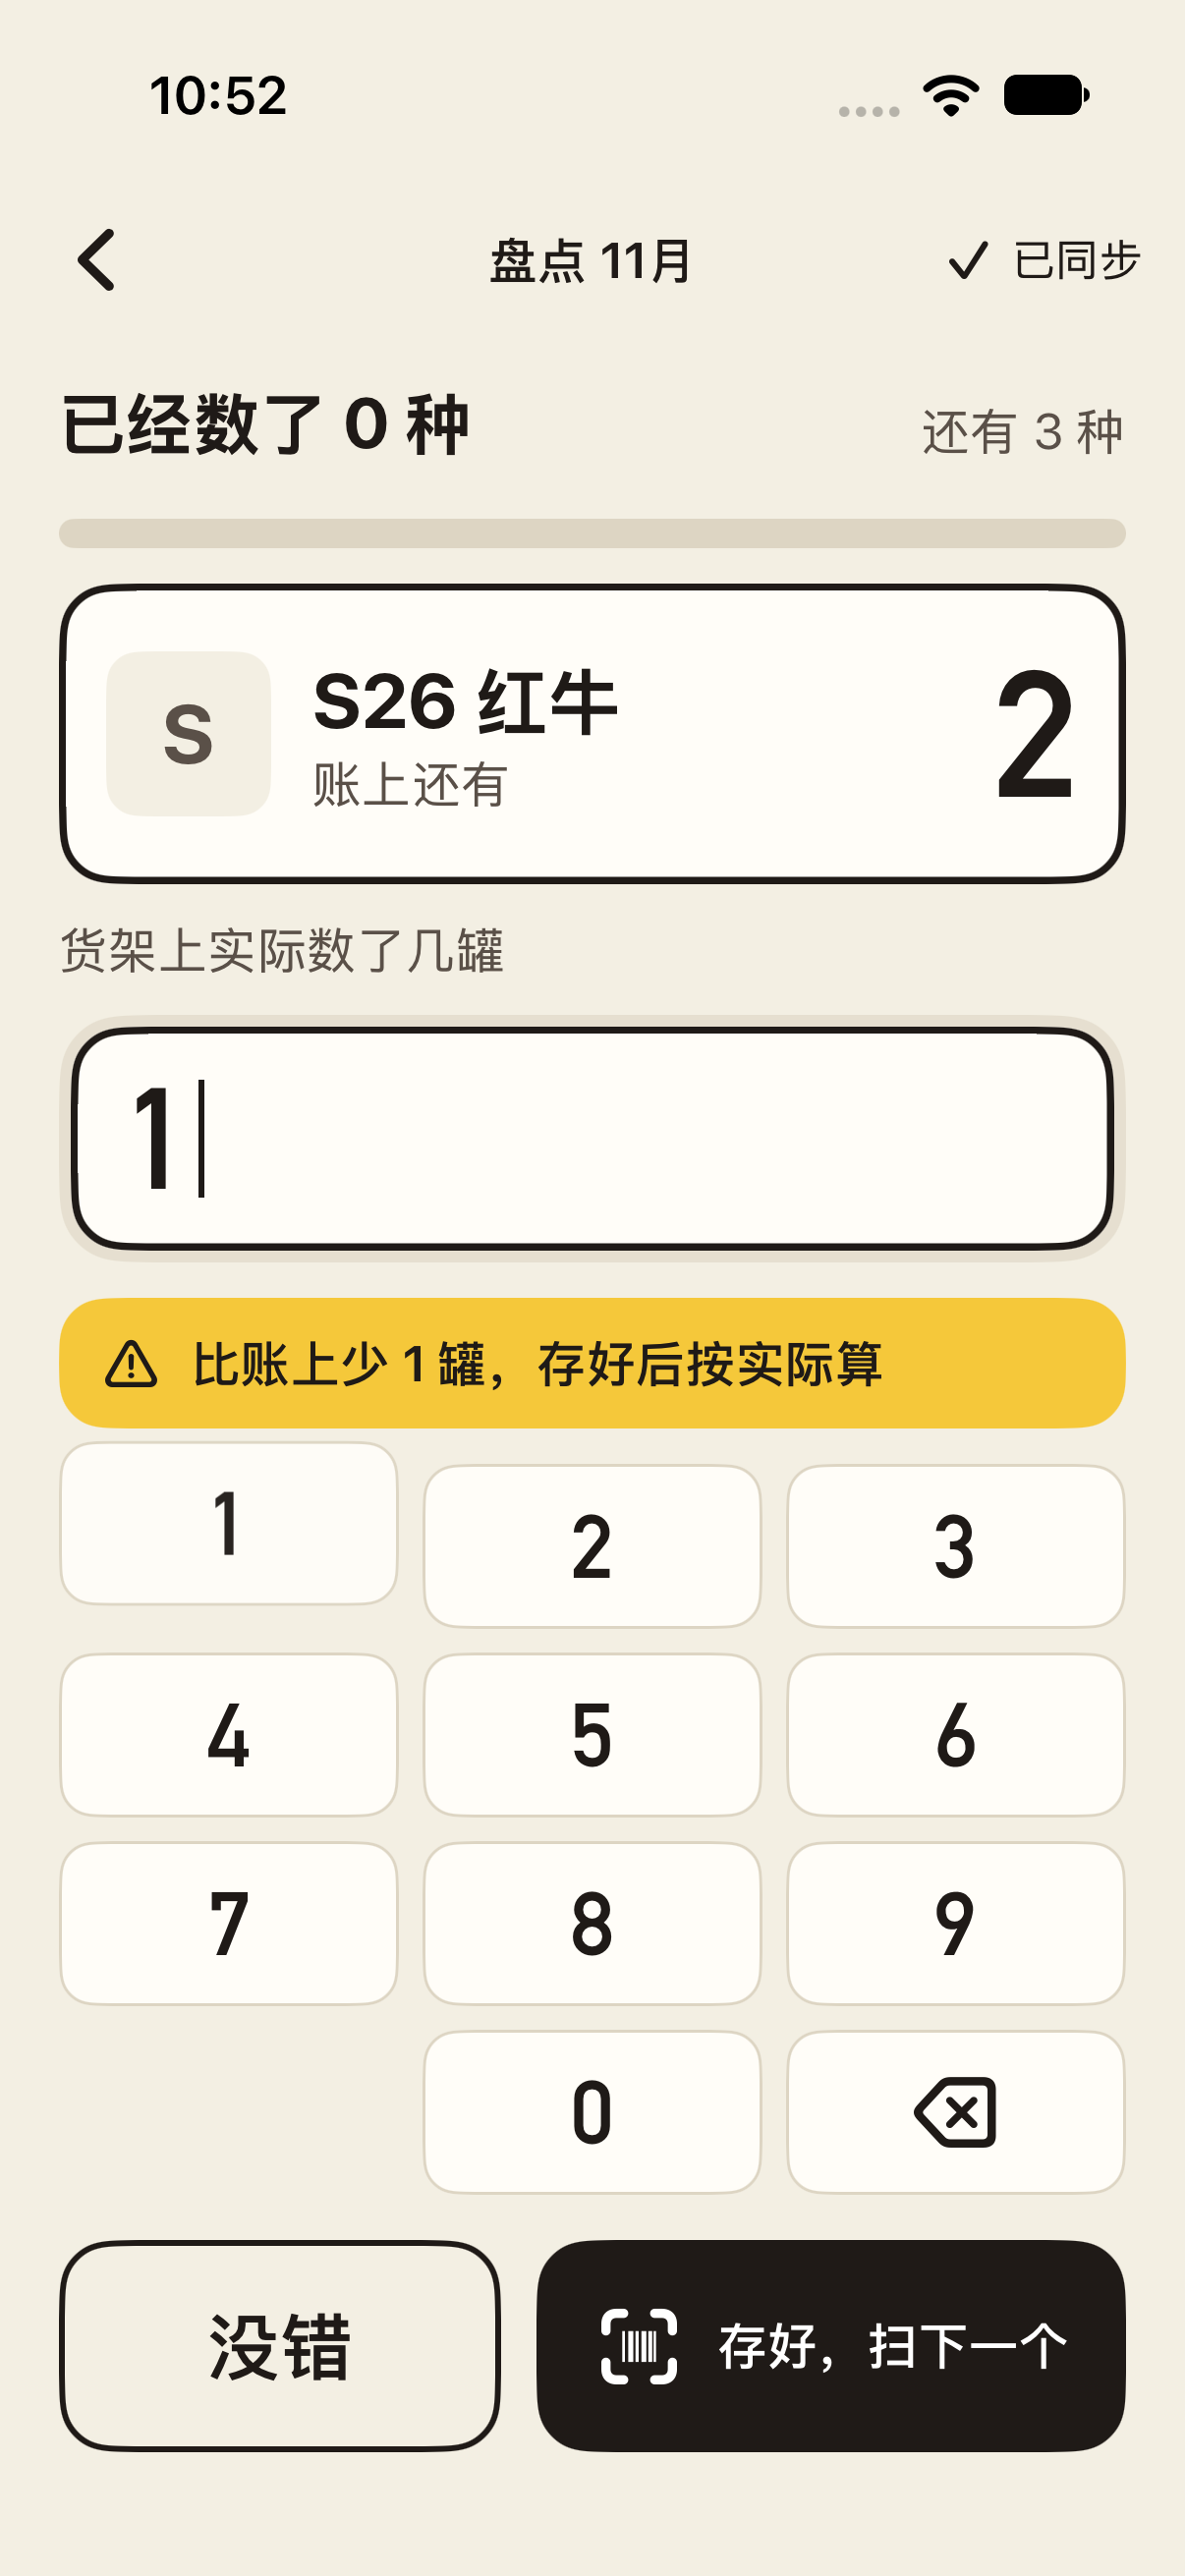 10:52
盘点 11月
已同步
已经数了 0 种
还有 3 种
S
S26 红牛
账上还有
2
货架上实际数了几罐
1
比账上少 1 罐，存好后按实际算
1
2
3
4
5
6
7
8
9
0
没错
存好，扫下一个